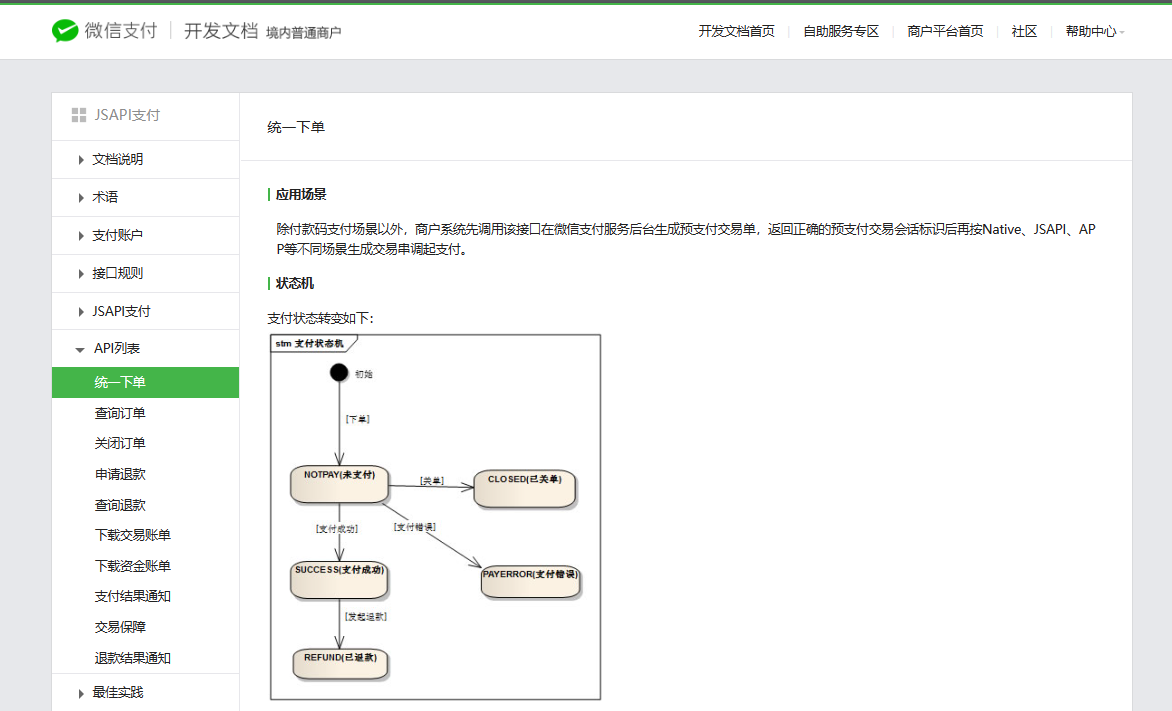 微信支付 开发文档 境内普通商户
开发文档首页 自助服务专区 商户平台首页 社区 帮助中心
JSAPI支付
文档说明
术语
支付账户
接口规则
JSAPI支付
API列表
统一下单
查询订单
关闭订单
申请退款
查询退款
下载交易账单
下载资金账单
支付结果通知
交易保障
退款结果通知
最佳实践
统一下单
应用场景
除付款码支付场景以外，商户系统先调用该接口在微信支付服务后台生成预支付交易单，返回正确的预支付交易会话标识后再按Native、JSAPI、AP
P等不同场景生成交易串调起支付。
状态机
支付状态转变如下：
stm 支付状态机
初始
[下单]
NOTPAY(未支付)
[关单]
CLOSED(已关单)
[支付成功]
[支付错误]
SUCCESS(支付成功)
PAYERROR(支付错误)
[发起退款]
REFUND(已退款)